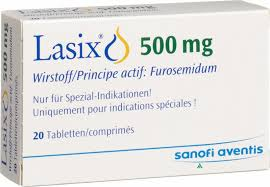 Lasix® 500 mg
Wirstoff/Principe actif: Furosemidum
Nur für Spezial-Indikationen!
Uniquement pour indications spéciales !
20 Tabletten/comprimés
sanofi aventis